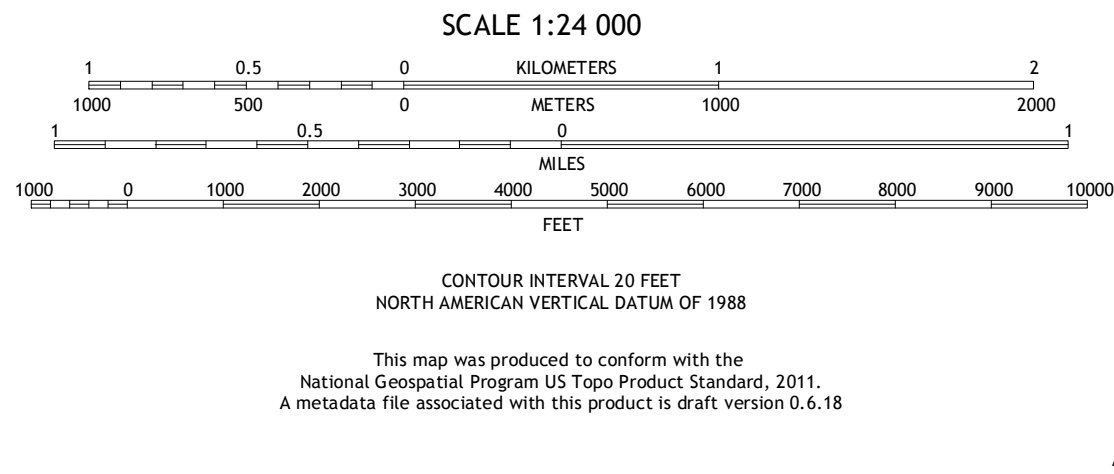 SCALE 1:24 000
1 0.5 0 KILOMETERS 1 2
1000 500 0 METERS 1000 2000
1 0.5 0 1
MILES
1000 0 1000 2000 3000 4000 5000 6000 7000 8000 9000 10000
FEET
CONTOUR INTERVAL 20 FEET
NORTH AMERICAN VERTICAL DATUM OF 1988
This map was produced to conform with the
National Geospatial Program US Topo Product Standard, 2011.
A metadata file associated with this product is draft version 0.6.18